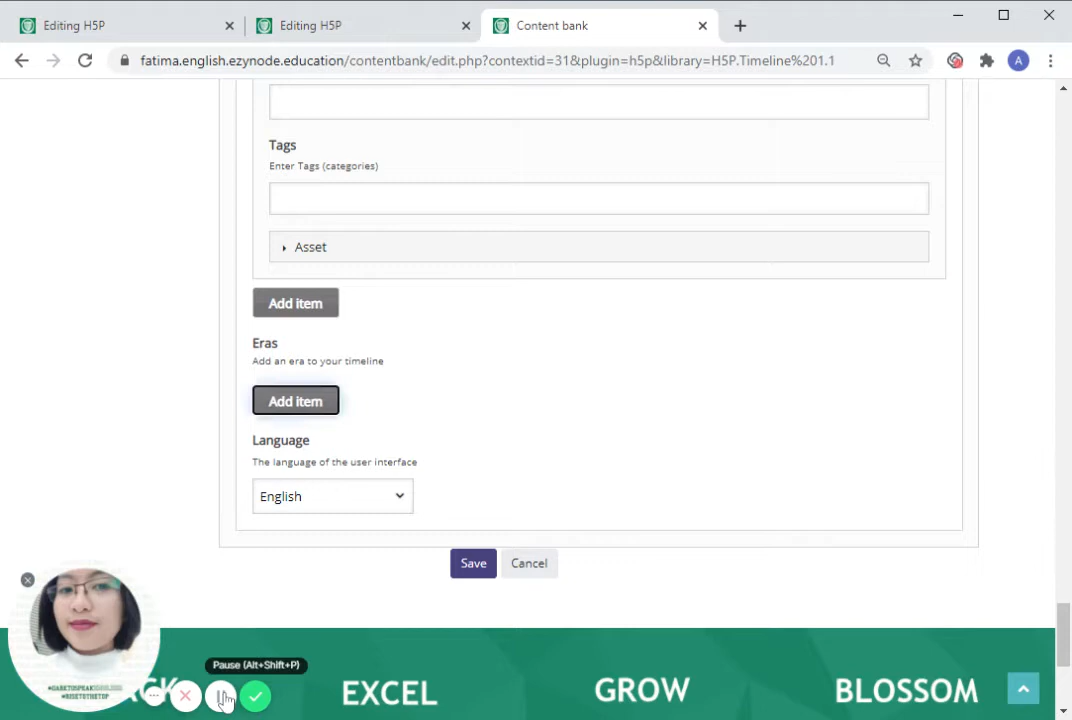 Editing H5P
Editing H5P
Content bank
fatima.english.ezynode.education/contentbank/edit.php?contextid=31&plugin=h5p&library=H5P.Timeline%201.1
A
Tags
Enter Tags (categories)
Asset
Add item
Eras
Add an era to your timeline
Add item
Language
The language of the user interface
English
Save
Cancel
Pause (Alt+Shift+P)
#RISETOTHETOP
EXCEL
GROW
BLOSSOM